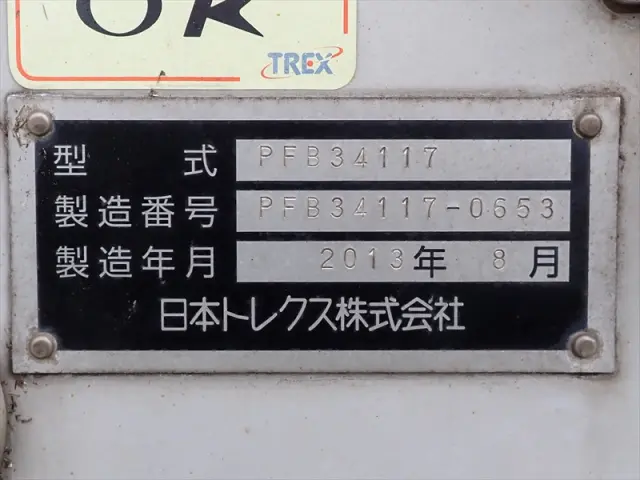 OK
TREX
型式 PFB34117
製造番号 PFB34117-0653
製造年月 2013年 8月
日本トレクス株式会社